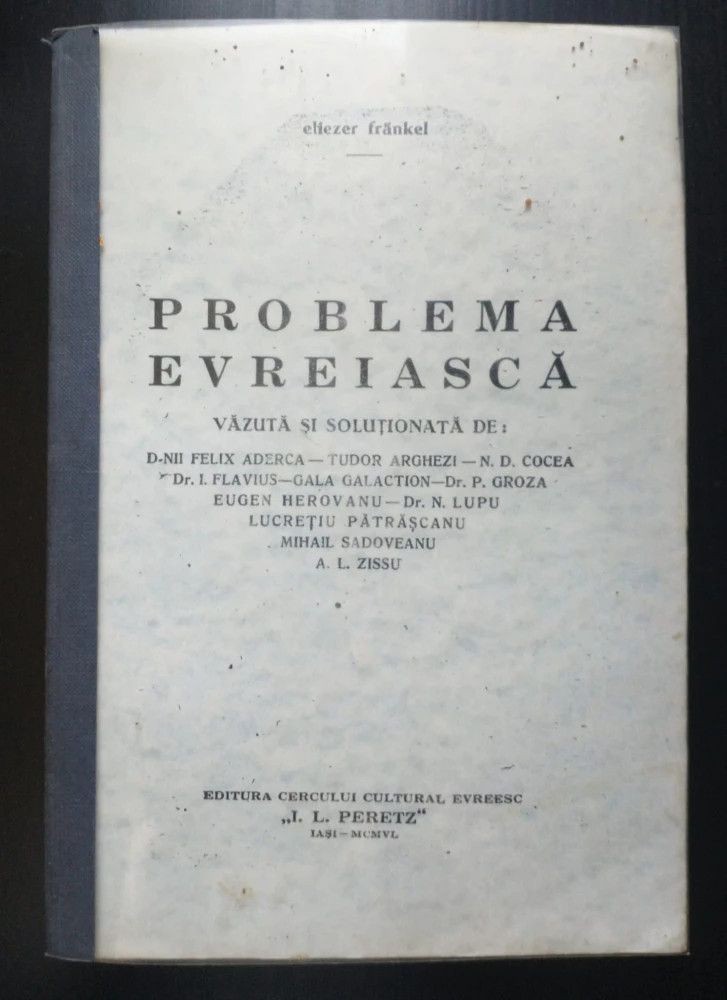 eliezer fränkel
PROBLEMA
EVREIASCĂ
VĂZUTĂ ȘI SOLUȚIONATĂ DE:
D-NII FELIX ADERCA — TUDOR ARGHEZI — N. D. COCEA
Dr. I. FLAVIUS—GALA GALACTION—Dr. P. GROZA
EUGEN HEROVANU—Dr. N. LUPU
LUCREȚIU PĂTRĂȘCANU
MIHAIL SADOVEANU
A. L. ZISSU
EDITURA CERCULUI CULTURAL EVREESC
„I. L. PERETZ“
IAȘI—MCMVL